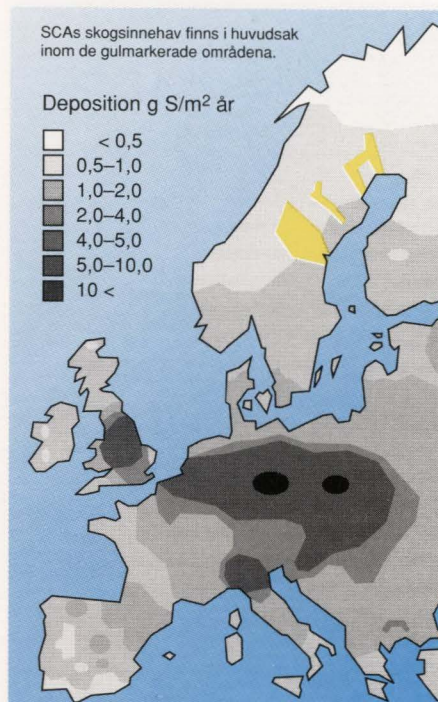 SCAs skogsinnehav finns i huvudsak
inom de gulmarkerade områdena.
Deposition g S/m² år
< 0,5
0,5–1,0
1,0–2,0
2,0–4,0
4,0–5,0
5,0–10,0
10 <